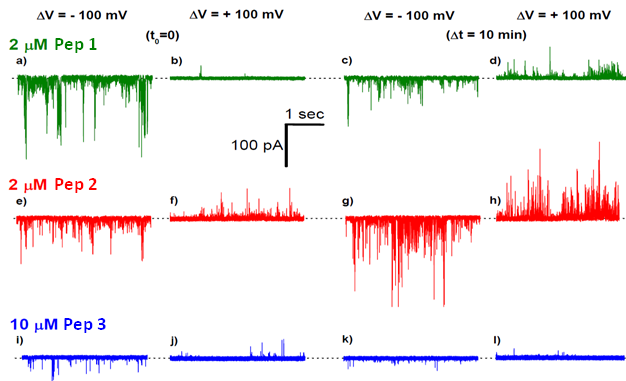 ΔV = - 100 mV ΔV = + 100 mV ΔV = - 100 mV ΔV = + 100 mV
(t₀=0) (Δt = 10 min)
2 μM Pep 1
a) b) c) d)
1 sec
100 pA
2 μM Pep 2
e) f) g) h)
10 μM Pep 3
i) j) k) l)